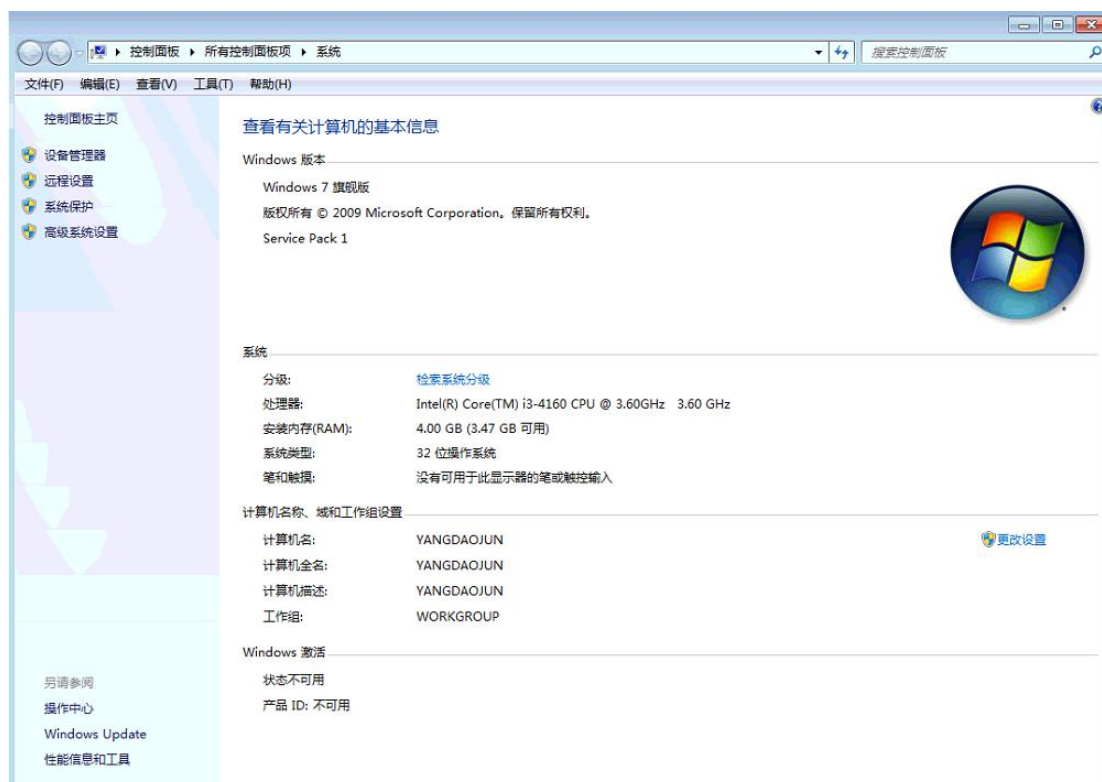 控制面板 ▸ 所有控制面板项 ▸ 系统
搜索控制面板
文件(F) 编辑(E) 查看(V) 工具(T) 帮助(H)
控制面板主页
设备管理器
远程设置
系统保护
高级系统设置
查看有关计算机的基本信息
Windows 版本
Windows 7 旗舰版
版权所有 © 2009 Microsoft Corporation。保留所有权利。
Service Pack 1
系统
分级: 检索系统分级
处理器: Intel(R) Core(TM) i3-4160 CPU @ 3.60GHz 3.60 GHz
安装内存(RAM): 4.00 GB (3.47 GB 可用)
系统类型: 32 位操作系统
笔和触摸: 没有可用于此显示器的笔或触控输入
计算机名称、域和工作组设置
计算机名: YANGDAOJUN 更改设置
计算机全名: YANGDAOJUN
计算机描述: YANGDAOJUN
工作组: WORKGROUP
Windows 激活
状态不可用
产品 ID: 不可用
另请参阅
操作中心
Windows Update
性能信息和工具